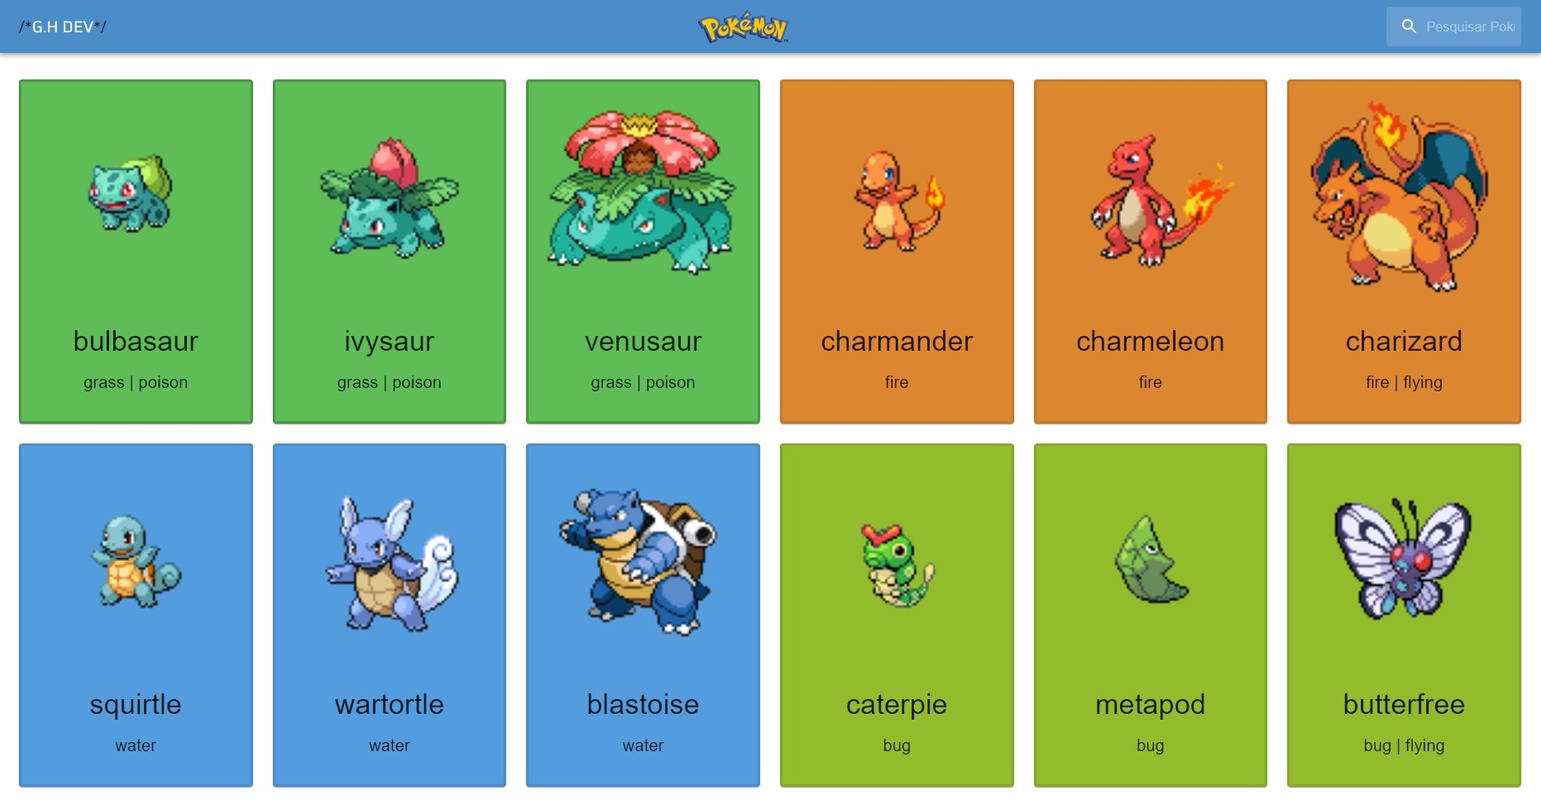 /*G.H DEV*/
POKÉMON
Pesquisar Pok
bulbasaur
grass | poison
ivysaur
grass | poison
venusaur
grass | poison
charmander
fire
charmeleon
fire
charizard
fire | flying
squirtle
water
wartortle
water
blastoise
water
caterpie
bug
metapod
bug
butterfree
bug | flying